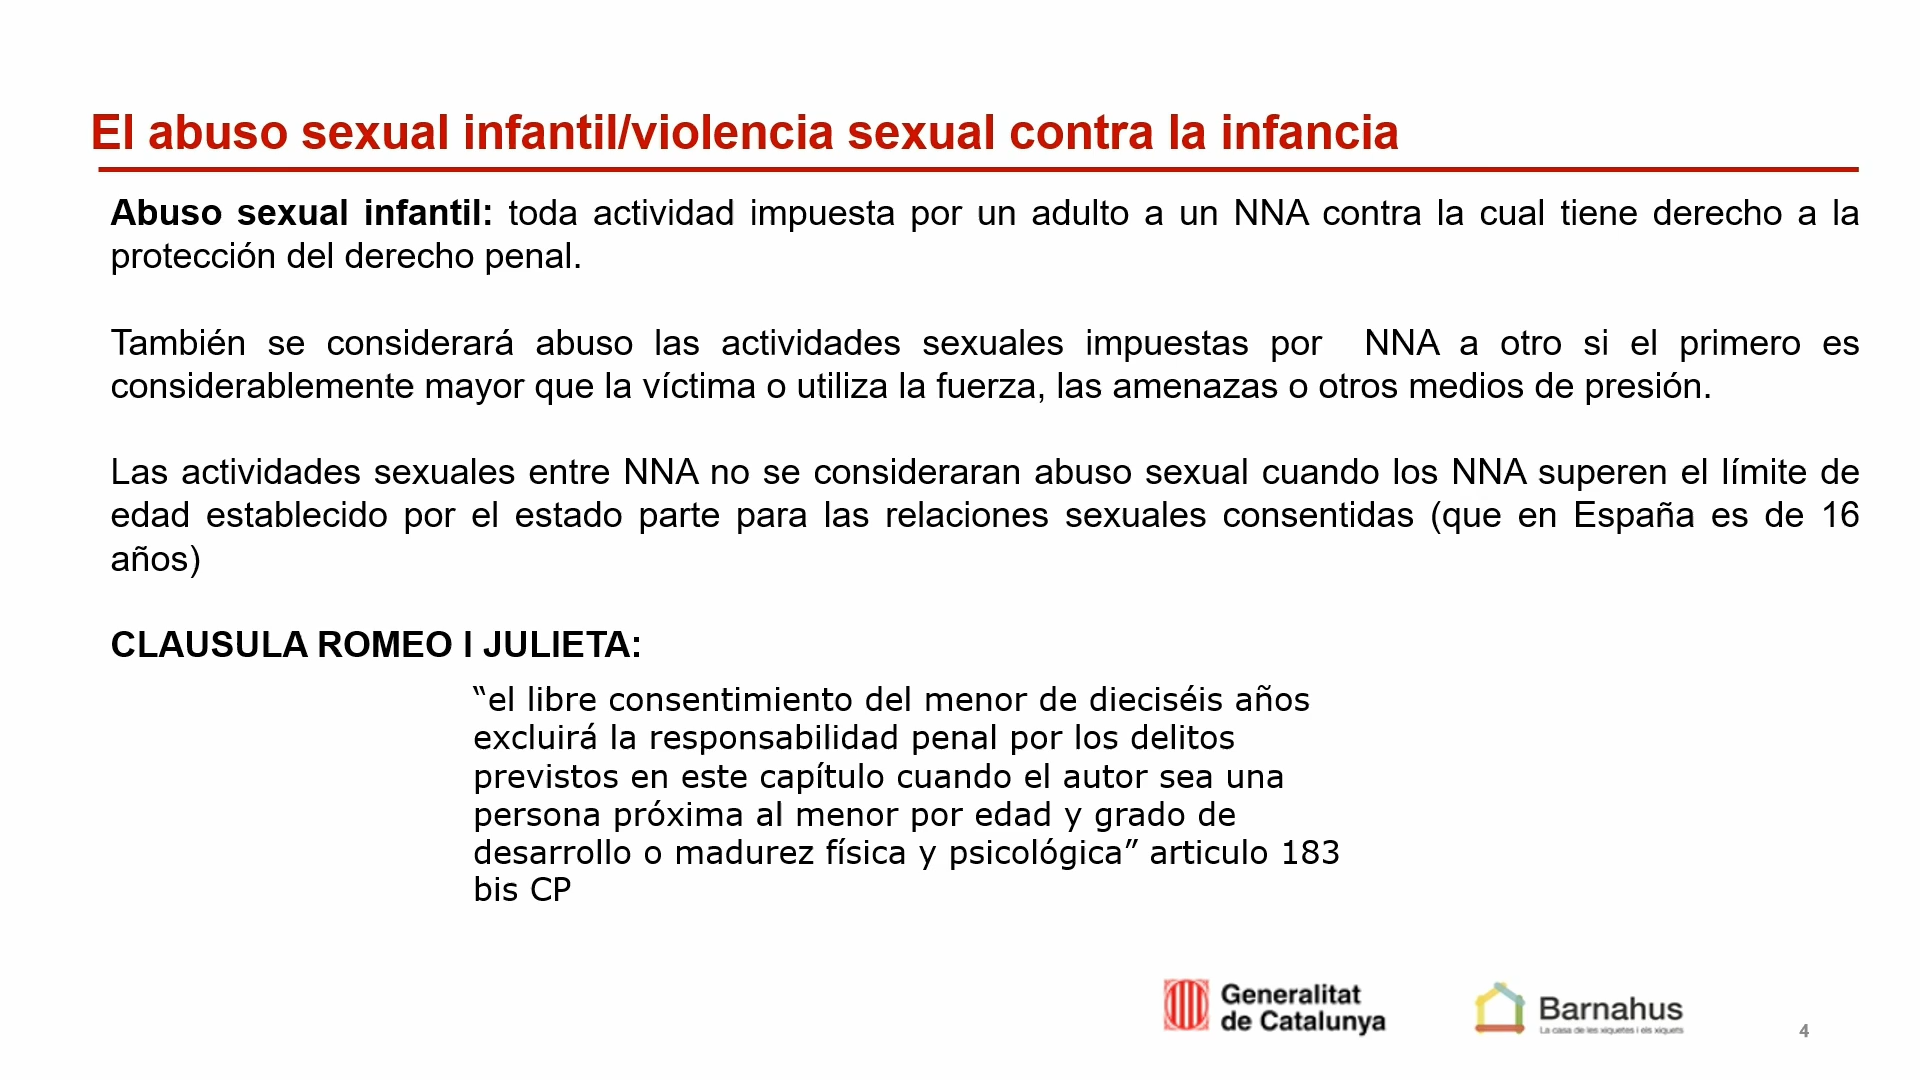 El abuso sexual infantil/violencia sexual contra la infancia
Abuso sexual infantil: toda actividad impuesta por un adulto a un NNA contra la cual tiene derecho a la
protección del derecho penal.
También se considerará abuso las actividades sexuales impuestas por NNA a otro si el primero es
considerablemente mayor que la víctima o utiliza la fuerza, las amenazas o otros medios de presión.
Las actividades sexuales entre NNA no se consideraran abuso sexual cuando los NNA superen el límite de
edad establecido por el estado parte para las relaciones sexuales consentidas (que en España es de 16
años)
CLAUSULA ROMEO I JULIETA:
“el libre consentimiento del menor de dieciséis años
excluirá la responsabilidad penal por los delitos
previstos en este capítulo cuando el autor sea una
persona próxima al menor por edad y grado de
desarrollo o madurez física y psicológica” articulo 183
bis CP
Generalitat
de Catalunya
Barnahus
La casa de les xiquetes i els xiquets
4